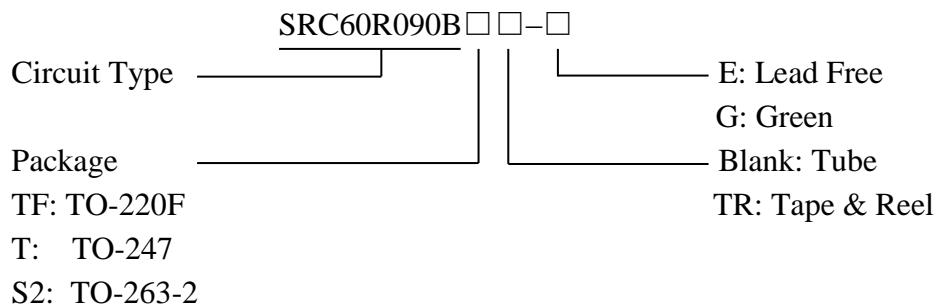 SRC60R090B□ □–□
Circuit Type
E: Lead Free
G: Green
Package
Blank: Tube
TF: TO-220F
TR: Tape & Reel
T: TO-247
S2: TO-263-2